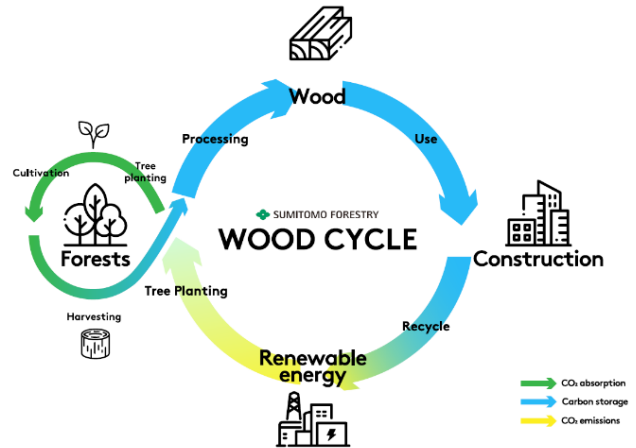 Wood
Processing
Use
Cultivation
Tree
planting
SUMITOMO FORESTRY
WOOD CYCLE
Forests
Construction
Tree Planting
Harvesting
Recycle
Renewable
energy
CO₂ absorption
Carbon storage
CO₂ emissions